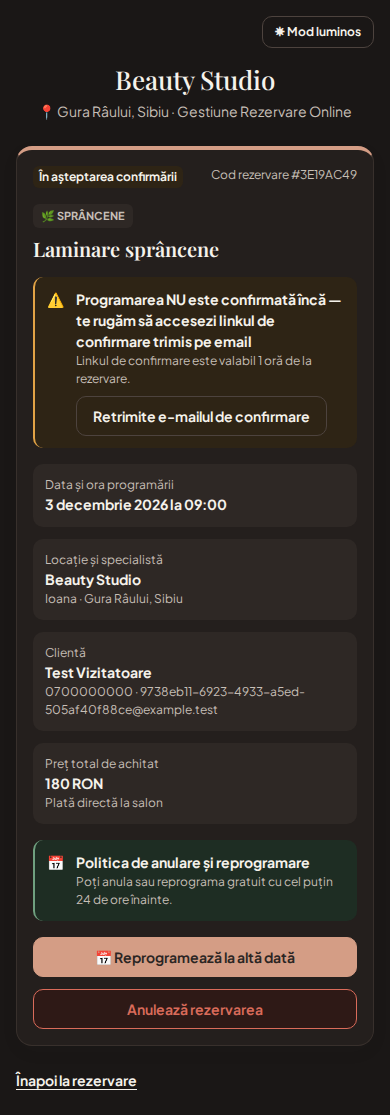 ✸ Mod luminos
Beauty Studio
📍 Gura Râului, Sibiu · Gestiune Rezervare Online
În așteptarea confirmării
Cod rezervare #3E19AC49
🌿 SPRÂNCENE
Laminare sprâncene
⚠️ Programarea NU este confirmată încă —
te rugăm să accesezi linkul de
confirmare trimis pe email
Linkul de confirmare este valabil 1 oră de la
rezervare.
Retrimite e-mailul de confirmare
Data și ora programării
3 decembrie 2026 la 09:00
Locație și specialistă
Beauty Studio
Ioana · Gura Râului, Sibiu
Clientă
Test Vizitatoare
0700000000 · 9738eb11-6923-4933-a5ed-
505af40f88ce@example.test
Preț total de achitat
180 RON
Plată directă la salon
📅 Politica de anulare și reprogramare
Poți anula sau reprograma gratuit cu cel puțin
24 de ore înainte.
📅 Reprogramează la altă dată
Anulează rezervarea
Înapoi la rezervare